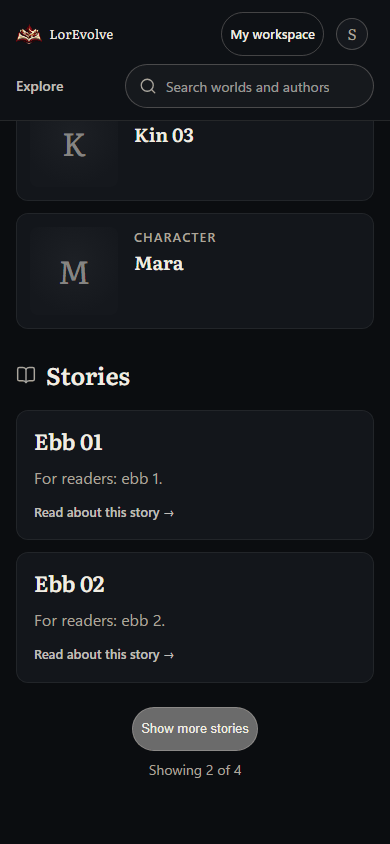 LorEvolve
My workspace
S
Explore
Search worlds and authors
K
Kin 03
M
CHARACTER
Mara
Stories
Ebb 01
For readers: ebb 1.
Read about this story →
Ebb 02
For readers: ebb 2.
Read about this story →
Show more stories
Showing 2 of 4